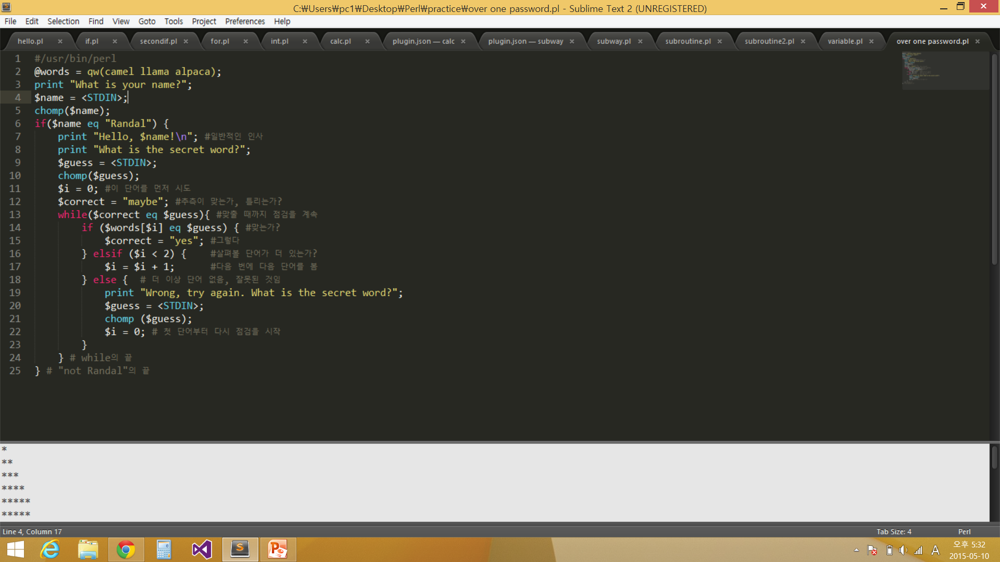 C:₩Users₩pc1₩Desktop₩Perl₩practice₩over one password.pl - Sublime Text 2 (UNREGISTERED)
File Edit Selection Find View Goto Tools Project Preferences Help
hello.pl if.pl secondif.pl for.pl int.pl calc.pl plugin.json — calc plugin.json — subway subway.pl subroutine.pl subroutine2.pl variable.pl over one password.pl
1 #/usr/bin/perl
2 @words = qw(camel llama alpaca);
3 print "What is your name?";
4 $name = <STDIN>;
5 chomp($name);
6 if($name eq "Randal") {
7 print "Hello, $name!\n"; #일반적인 인사
8 print "What is the secret word?";
9 $guess = <STDIN>;
10 chomp($guess);
11 $i = 0; #이 단어를 먼저 시도
12 $correct = "maybe"; #추측이 맞는가, 틀리는가?
13 while($correct eq $guess){ #맞출 때까지 점검을 계속
14 if ($words[$i] eq $guess) { #맞는가?
15 $correct = "yes"; #그렇다
16 } elsif ($i < 2) { #살펴볼 단어가 더 있는가?
17 $i = $i + 1; #다음 번에 다음 단어를 봄
18 } else { # 더 이상 단어 없음, 잘못된 것임
19 print "Wrong, try again. What is the secret word?";
20 $guess = <STDIN>;
21 chomp ($guess);
22 $i = 0; # 첫 단어부터 다시 점검을 시작
23 }
24 } # while의 끝
25 } # "not Randal"의 끝
*
**
***
****
*****
*****
Line 4, Column 17 Tab Size: 4 Perl
A 오후 5:32
2015-05-10